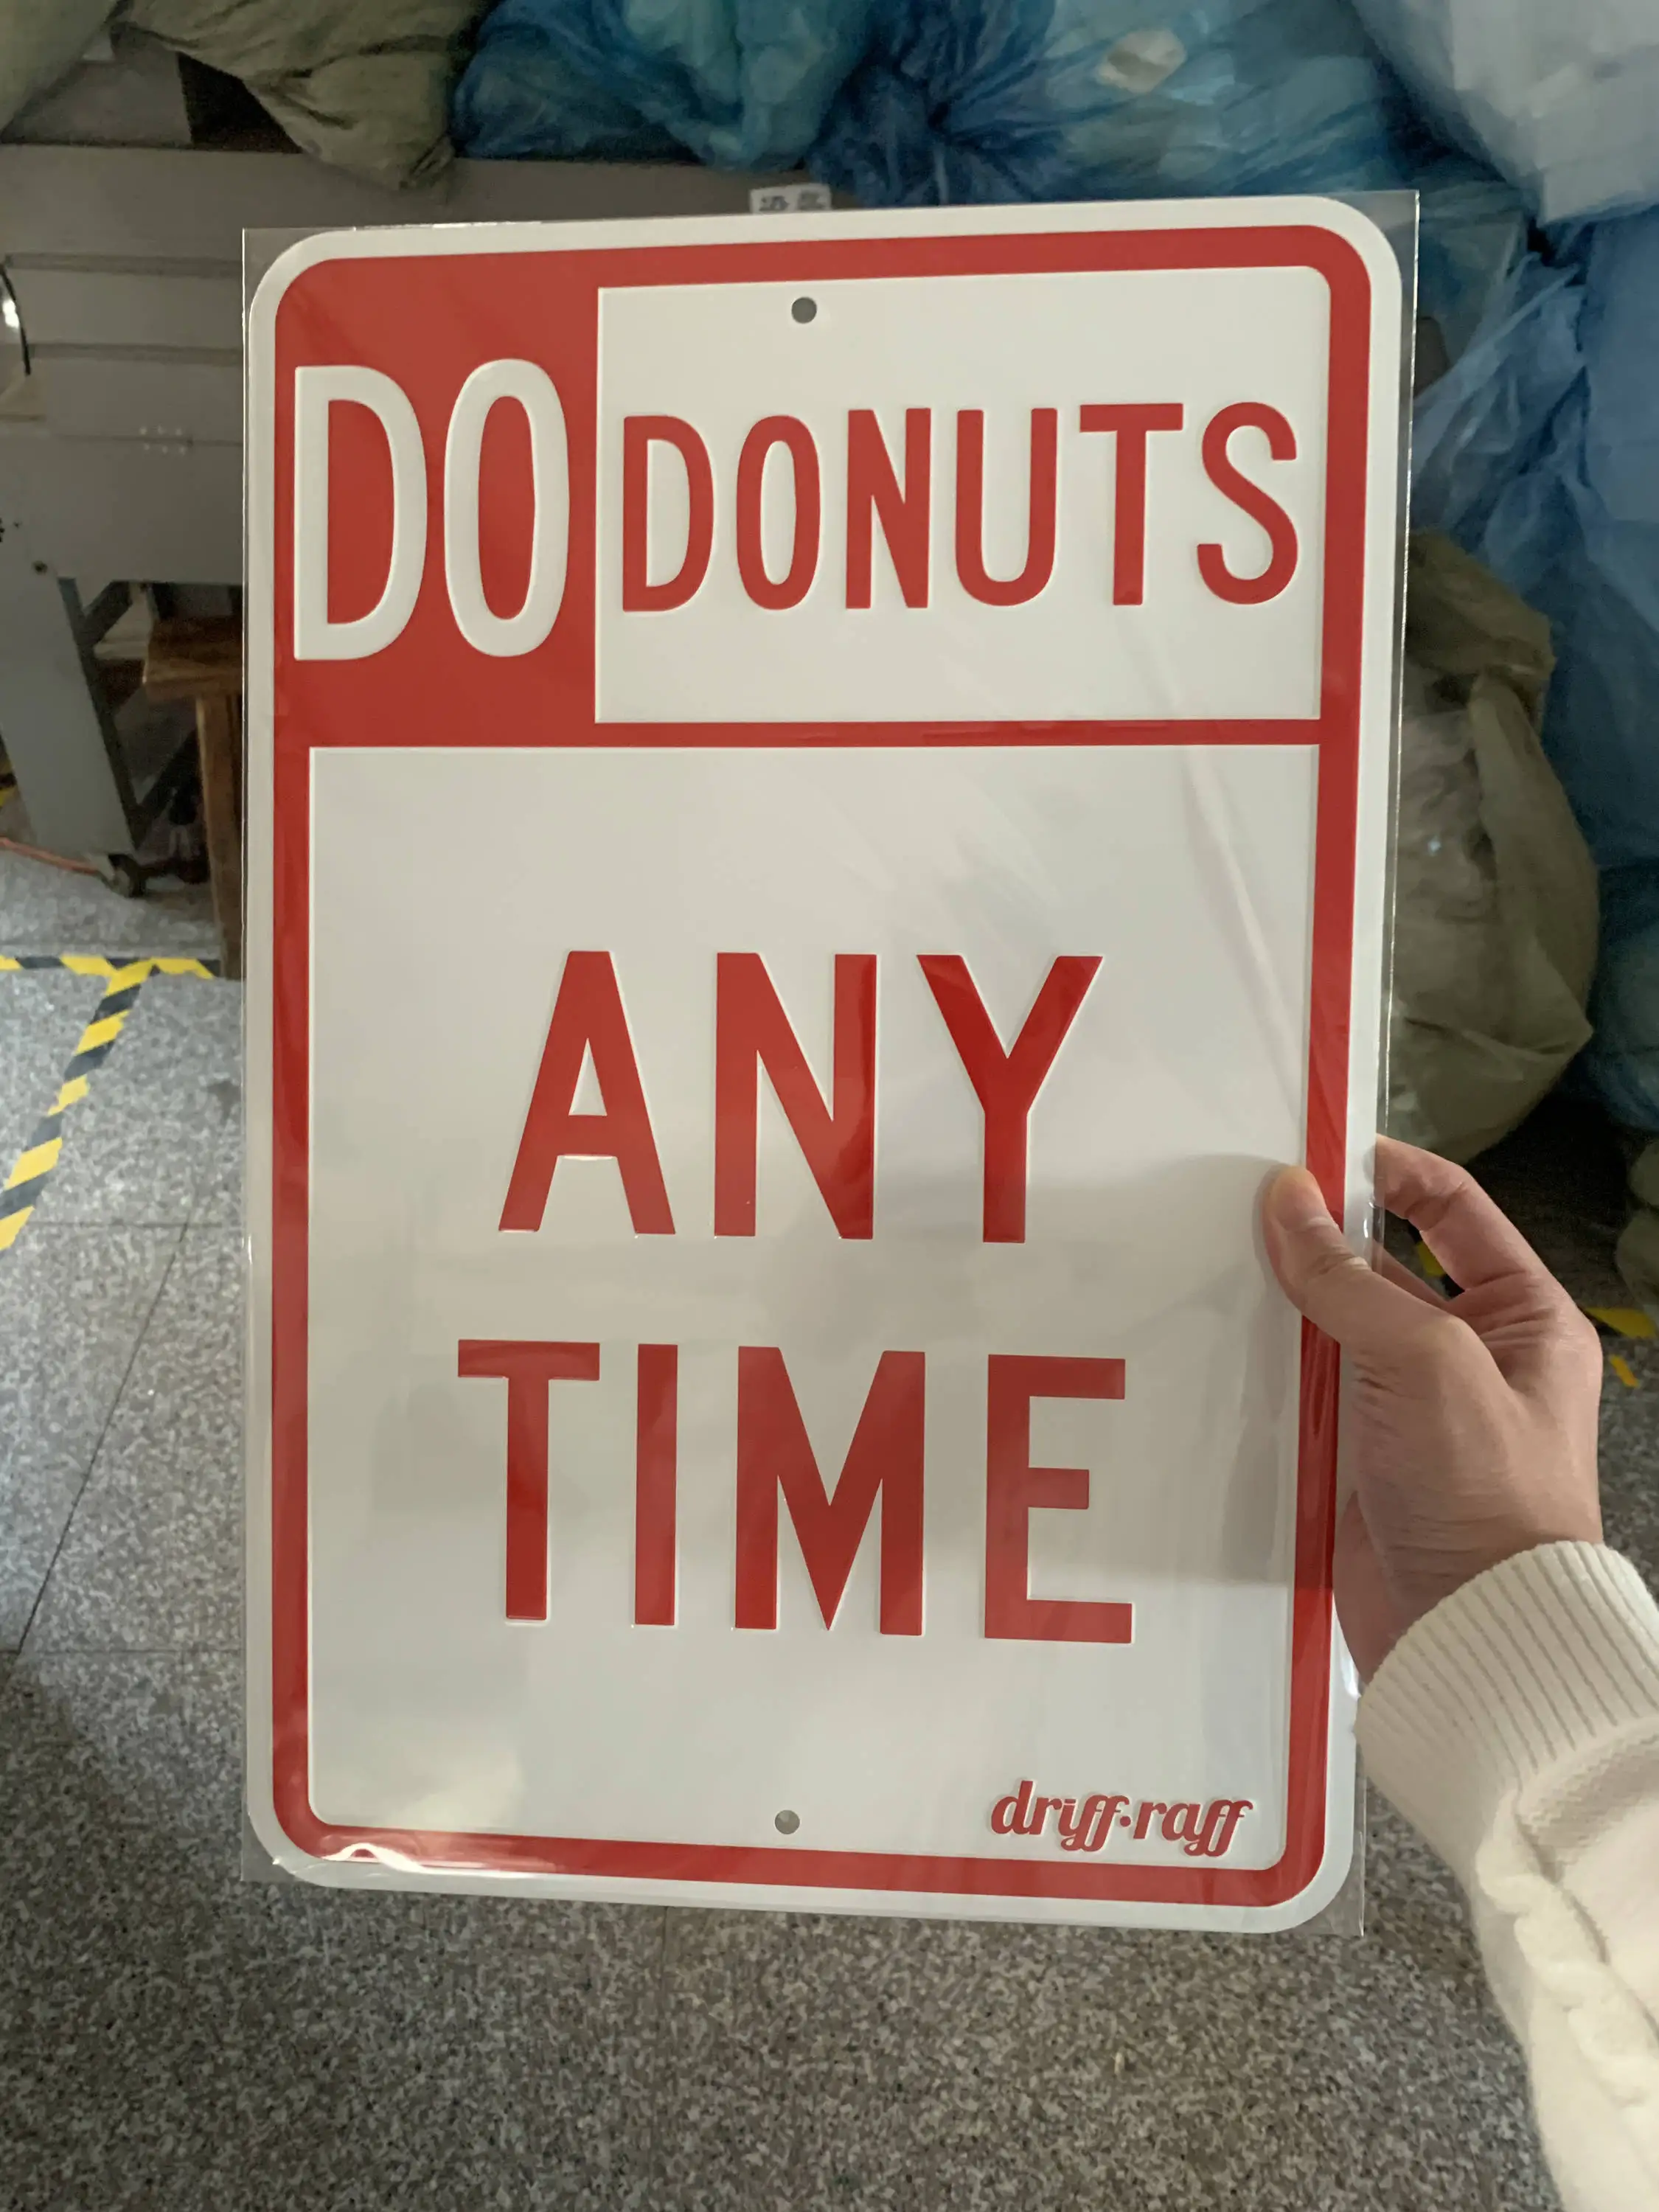 DO DONUTS
ANY
TIME
driff·raff